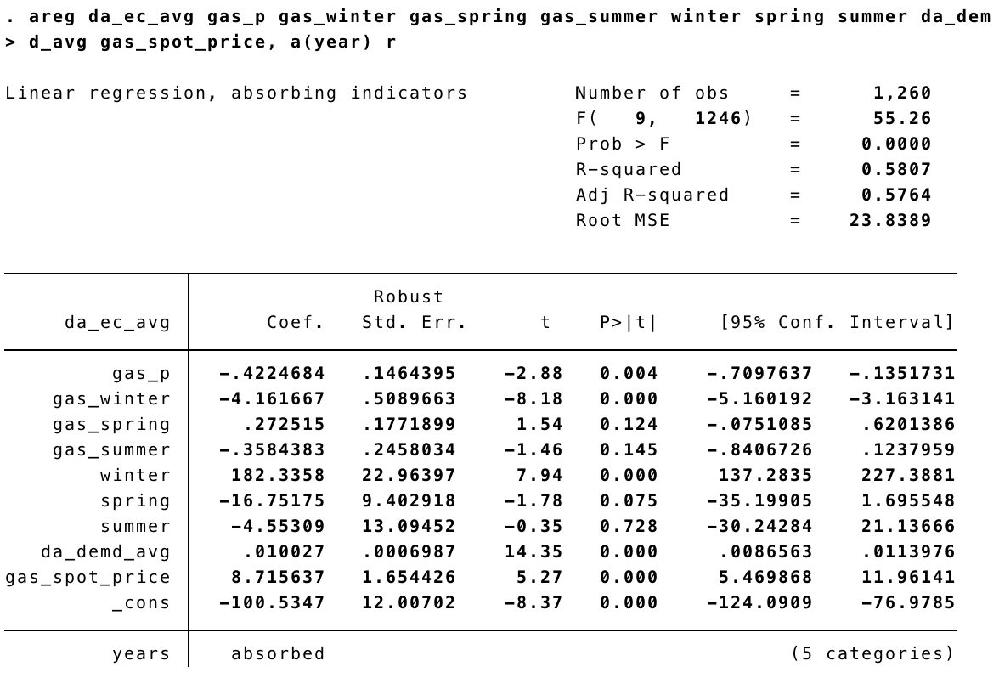 . areg da_ec_avg gas_p gas_winter gas_spring gas_summer winter spring summer da_dem
> d_avg gas_spot_price, a(year) r
Linear regression, absorbing indicators Number of obs = 1,260
F( 9, 1246) = 55.26
Prob > F = 0.0000
R-squared = 0.5807
Adj R-squared = 0.5764
Root MSE = 23.8389
Robust
da_ec_avg Coef. Std. Err. t P>|t| [95% Conf. Interval]
gas_p -.4224684 .1464395 -2.88 0.004 -.7097637 -.1351731
gas_winter -4.161667 .5089663 -8.18 0.000 -5.160192 -3.163141
gas_spring .272515 .1771899 1.54 0.124 -.0751085 .6201386
gas_summer -.3584383 .2458034 -1.46 0.145 -.8406726 .1237959
winter 182.3358 22.96397 7.94 0.000 137.2835 227.3881
spring -16.75175 9.402918 -1.78 0.075 -35.19905 1.695548
summer -4.55309 13.09452 -0.35 0.728 -30.24284 21.13666
da_demd_avg .010027 .0006987 14.35 0.000 .0086563 .0113976
gas_spot_price 8.715637 1.654426 5.27 0.000 5.469868 11.96141
_cons -100.5347 12.00702 -8.37 0.000 -124.0909 -76.9785
years absorbed (5 categories)